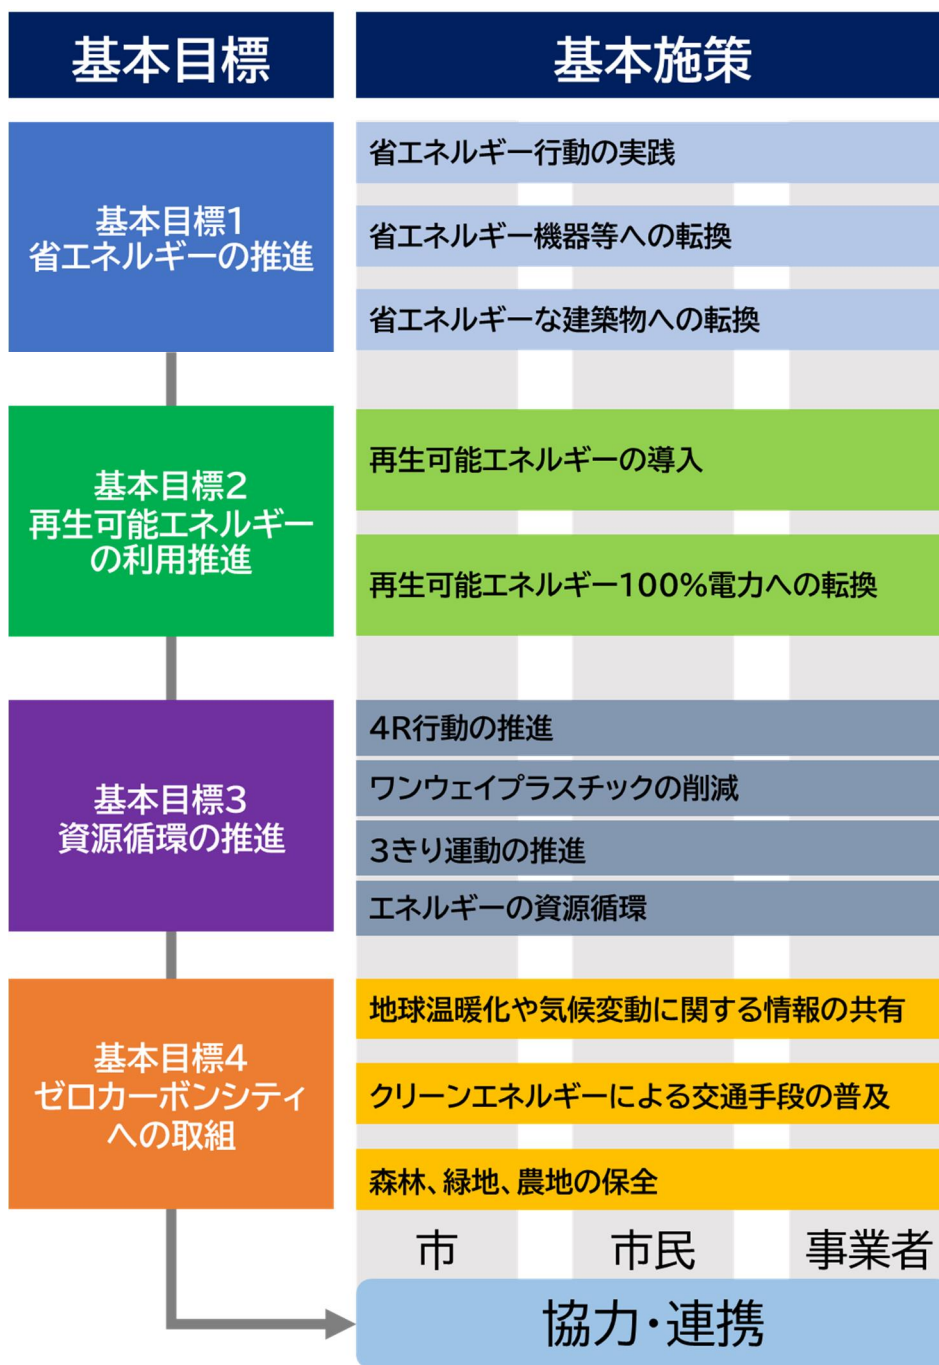 基本目標
基本施策
基本目標1
省エネルギーの推進
省エネルギー行動の実践
省エネルギー機器等への転換
省エネルギーな建築物への転換
基本目標2
再生可能エネルギー
の利用推進
再生可能エネルギーの導入
再生可能エネルギー100%電力への転換
基本目標3
資源循環の推進
4R行動の推進
ワンウェイプラスチックの削減
3きり運動の推進
エネルギーの資源循環
基本目標4
ゼロカーボンシティ
への取組
地球温暖化や気候変動に関する情報の共有
クリーンエネルギーによる交通手段の普及
森林、緑地、農地の保全
市
市民
事業者
協力・連携